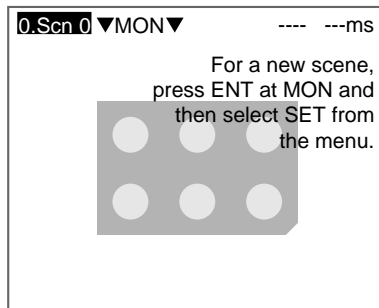 0.Scn 0 ▼MON▼ ---- ---ms
For a new scene,
press ENT at MON and
then select SET from
the menu.